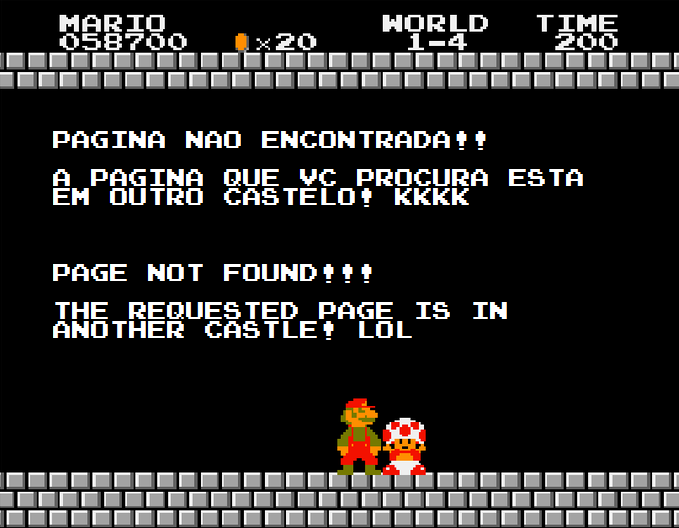 MARIO WORLD TIME
058700 ×20 1-4 200
PAGINA NAO ENCONTRADA!!
A PAGINA QUE VC PROCURA ESTA
EM OUTRO CASTELO! KKKK
PAGE NOT FOUND!!!
THE REQUESTED PAGE IS IN
ANOTHER CASTLE! LOL